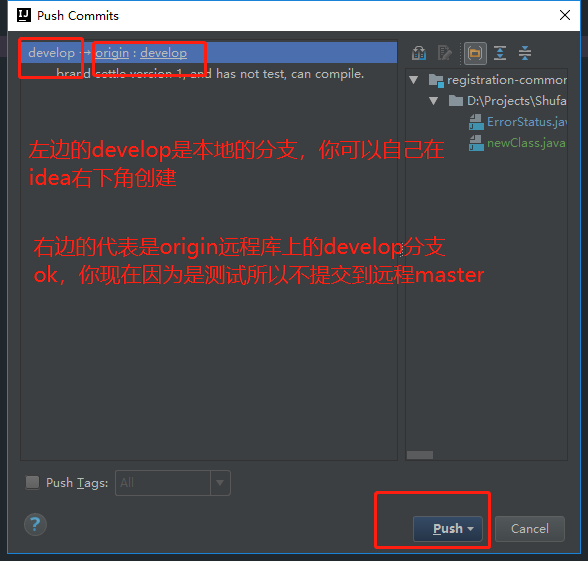 Push Commits
develop → origin : develop
brand settle version 1, and has not test, can compile.
registration-common
D:\Projects\Shufa
ErrorStatus.jav
newClass.java
左边的develop是本地的分支，你可以自己在
idea右下角创建
右边的代表是origin远程库上的develop分支
ok，你现在因为是测试所以不提交到远程master
Push Tags: All
? Push Cancel